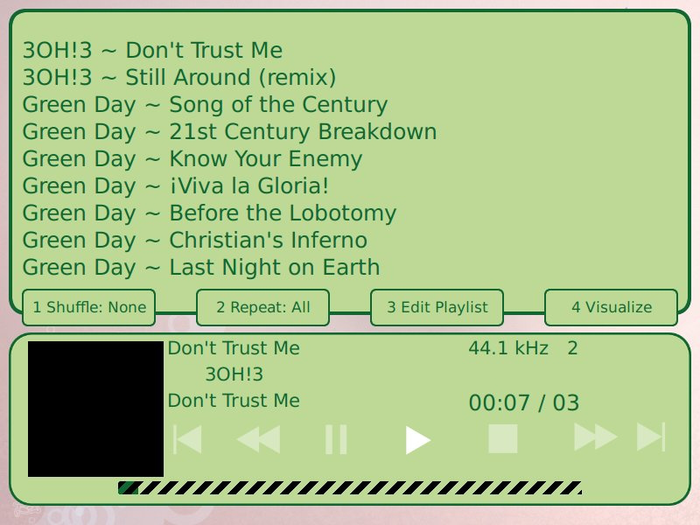 3OH!3 ~ Don't Trust Me
3OH!3 ~ Still Around (remix)
Green Day ~ Song of the Century
Green Day ~ 21st Century Breakdown
Green Day ~ Know Your Enemy
Green Day ~ ¡Viva la Gloria!
Green Day ~ Before the Lobotomy
Green Day ~ Christian's Inferno
Green Day ~ Last Night on Earth
1 Shuffle: None 2 Repeat: All 3 Edit Playlist 4 Visualize
Don't Trust Me 44.1 kHz 2
3OH!3
Don't Trust Me 00:07 / 03